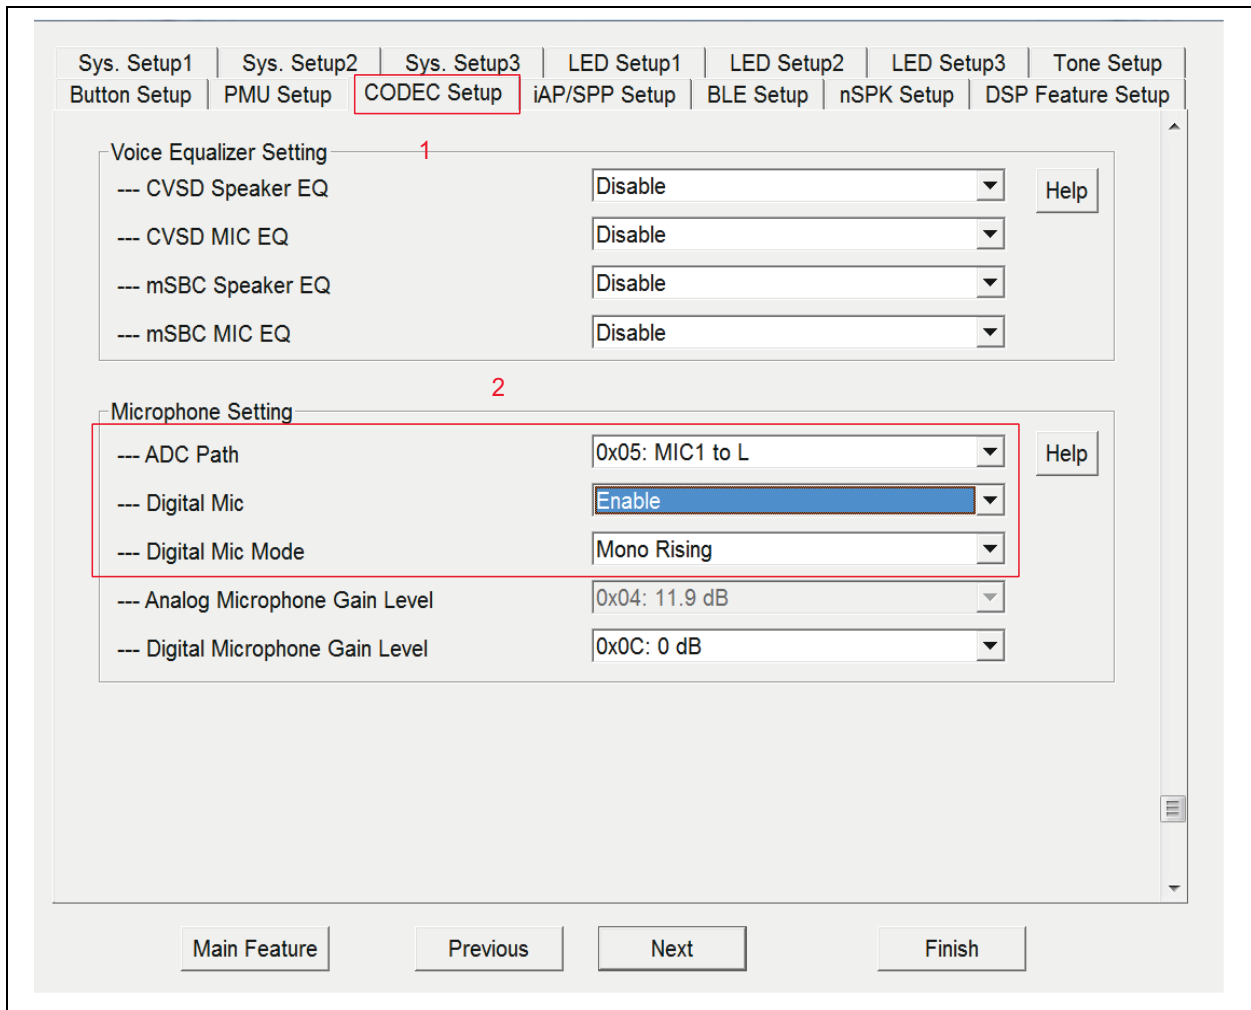 Sys. Setup1 Sys. Setup2 Sys. Setup3 LED Setup1 LED Setup2 LED Setup3 Tone Setup
Button Setup PMU Setup CODEC Setup iAP/SPP Setup BLE Setup nSPK Setup DSP Feature Setup
1
Voice Equalizer Setting
--- CVSD Speaker EQ Disable Help
--- CVSD MIC EQ Disable
--- mSBC Speaker EQ Disable
--- mSBC MIC EQ Disable
2
Microphone Setting
--- ADC Path 0x05: MIC1 to L Help
--- Digital Mic Enable
--- Digital Mic Mode Mono Rising
--- Analog Microphone Gain Level 0x04: 11.9 dB
--- Digital Microphone Gain Level 0x0C: 0 dB
Main Feature Previous Next Finish